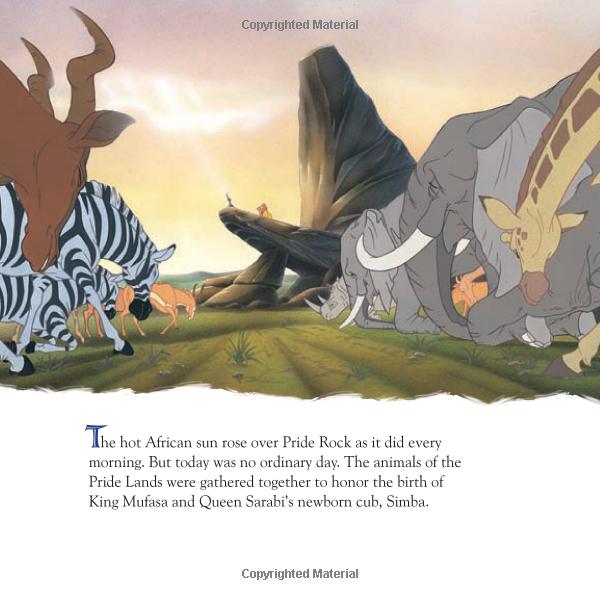 Copyrighted Material
The hot African sun rose over Pride Rock as it did every
morning. But today was no ordinary day. The animals of the
Pride Lands were gathered together to honor the birth of
King Mufasa and Queen Sarabi's newborn cub, Simba.
Copyrighted Material